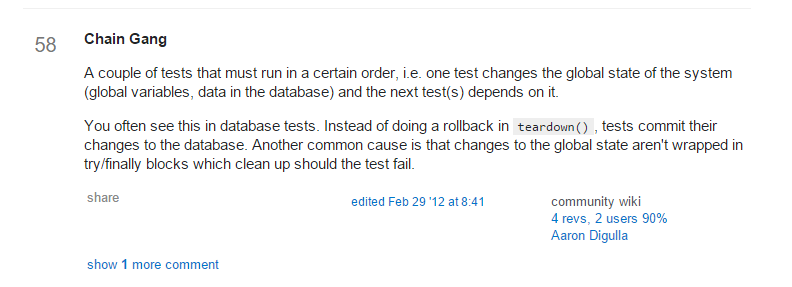 58
Chain Gang
A couple of tests that must run in a certain order, i.e. one test changes the global state of the system
(global variables, data in the database) and the next test(s) depends on it.
You often see this in database tests. Instead of doing a rollback in teardown() , tests commit their
changes to the database. Another common cause is that changes to the global state aren't wrapped in
try/finally blocks which clean up should the test fail.
share
edited Feb 29 '12 at 8:41
community wiki
4 revs, 2 users 90%
Aaron Digulla
show 1 more comment